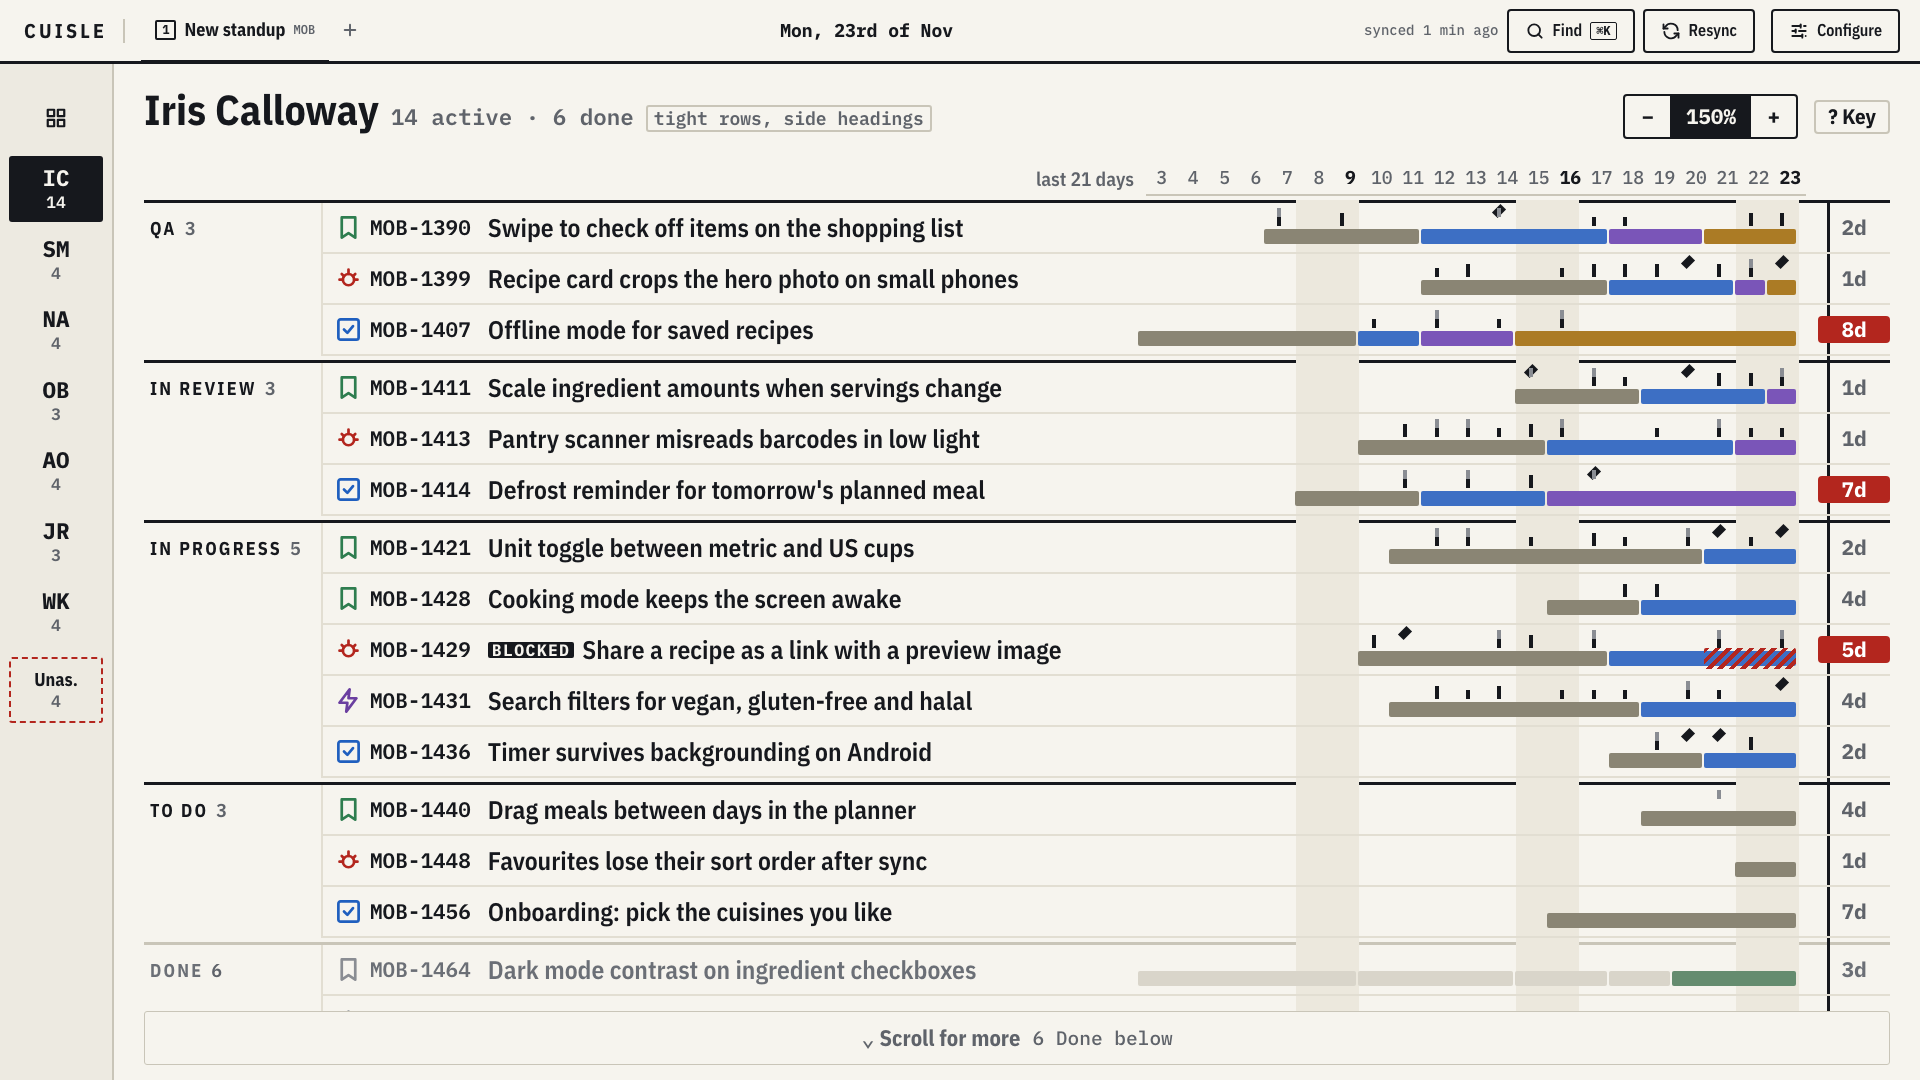 CUISLE
1 New standup MOB +
Mon, 23rd of Nov
synced 1 min ago
Find ⌘K
Resync
Configure
Iris Calloway 14 active · 6 done tight rows, side headings
− 150% +
? Key
last 21 days 3 4 5 6 7 8 9 10 11 12 13 14 15 16 17 18 19 20 21 22 23
IC
14
SM
4
NA
4
OB
3
AO
4
JR
3
WK
4
Unas.
4
QA 3
MOB-1390 Swipe to check off items on the shopping list 2d
MOB-1399 Recipe card crops the hero photo on small phones 1d
MOB-1407 Offline mode for saved recipes 8d
IN REVIEW 3
MOB-1411 Scale ingredient amounts when servings change 1d
MOB-1413 Pantry scanner misreads barcodes in low light 1d
MOB-1414 Defrost reminder for tomorrow's planned meal 7d
IN PROGRESS 5
MOB-1421 Unit toggle between metric and US cups 2d
MOB-1428 Cooking mode keeps the screen awake 4d
MOB-1429 BLOCKED Share a recipe as a link with a preview image 5d
MOB-1431 Search filters for vegan, gluten-free and halal 4d
MOB-1436 Timer survives backgrounding on Android 2d
TO DO 3
MOB-1440 Drag meals between days in the planner 4d
MOB-1448 Favourites lose their sort order after sync 1d
MOB-1456 Onboarding: pick the cuisines you like 7d
DONE 6
MOB-1464 Dark mode contrast on ingredient checkboxes 3d
Scroll for more 6 Done below